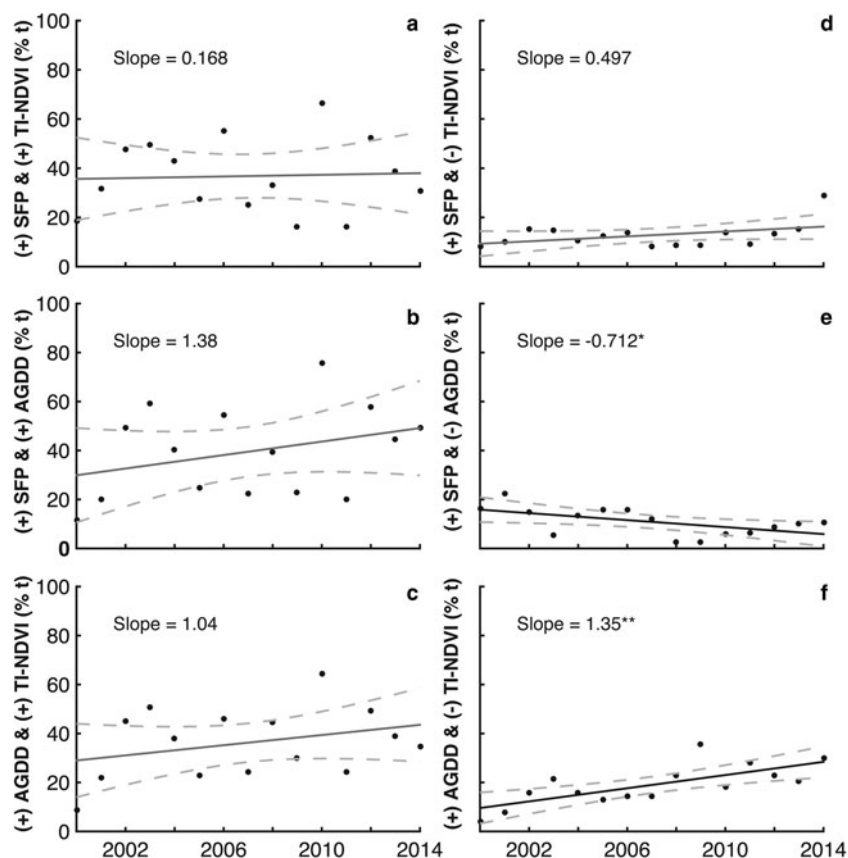 (+) SFP & (+) TI-NDVI (% t)
100
80
60
40
20
0
a
Slope = 0.168
(+) SFP & (-) TI-NDVI (% t)
d
Slope = 0.497
(+) SFP & (+) AGDD (% t)
100
80
60
40
20
0
b
Slope = 1.38
(+) SFP & (-) AGDD (% t)
e
Slope = -0.712*
(+) AGDD & (+) TI-NDVI (% t)
100
80
60
40
20
0
c
Slope = 1.04
2002 2006 2010 2014
(+) AGDD & (-) TI-NDVI (% t)
f
Slope = 1.35**
2002 2006 2010 2014